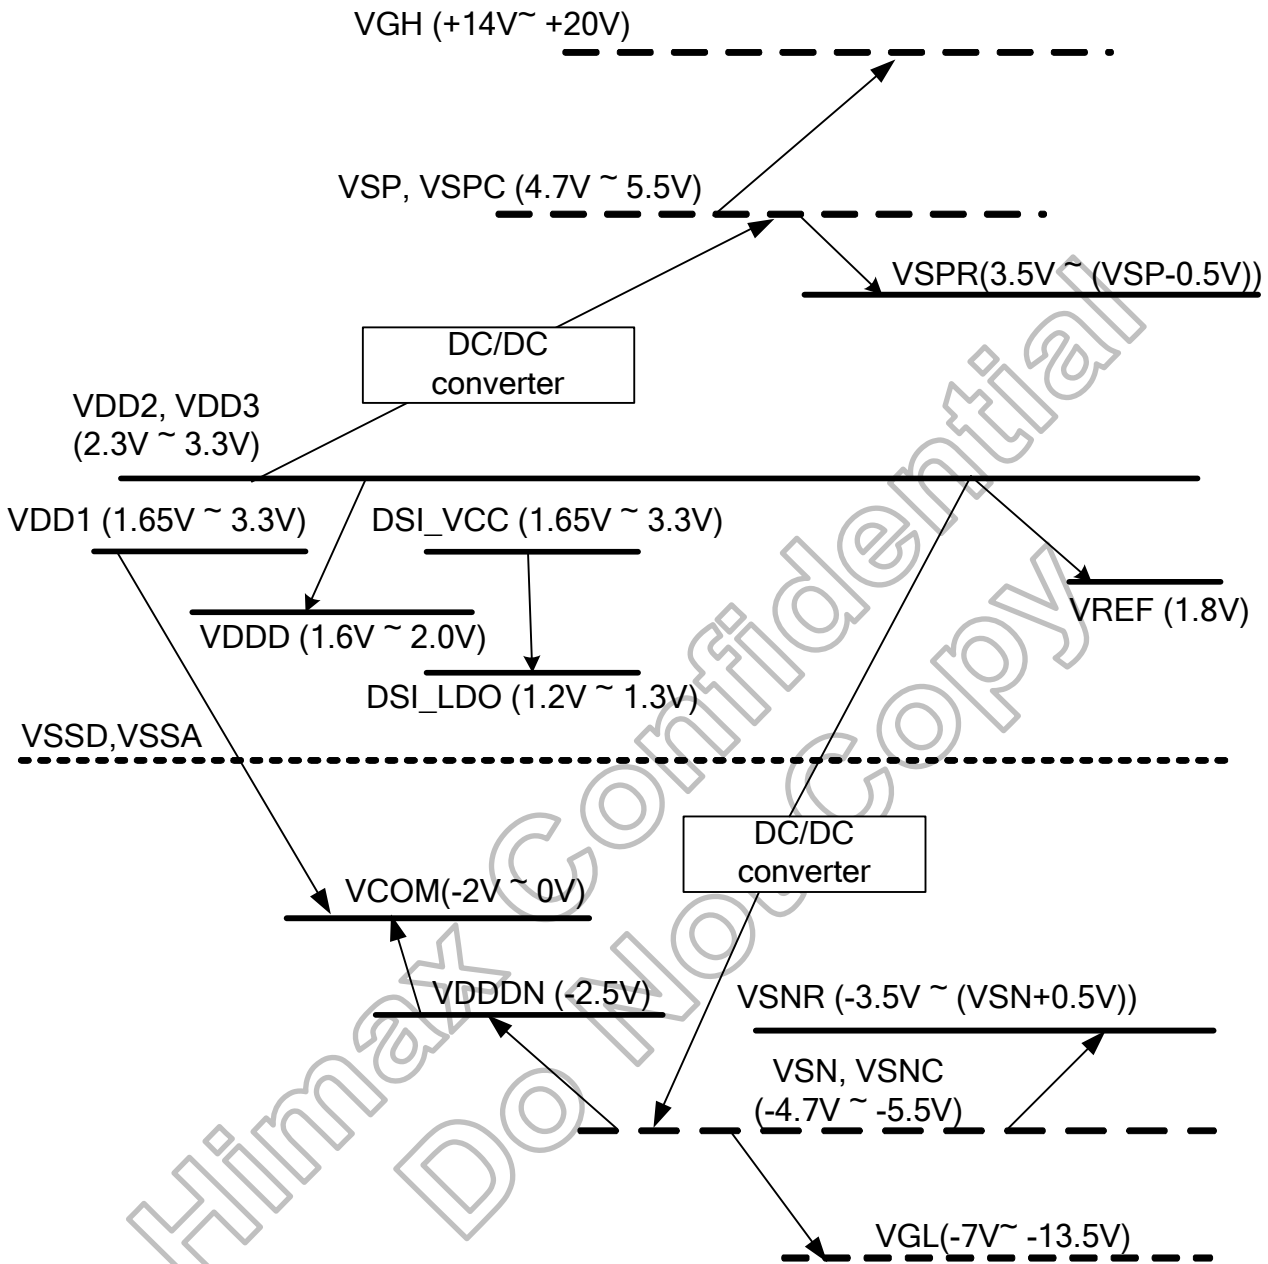 VGH (+14V~ +20V)
VSP, VSPC (4.7V ~ 5.5V)
VSPR(3.5V ~ (VSP-0.5V))
DC/DC
converter
VDD2, VDD3
(2.3V ~ 3.3V)
VDD1 (1.65V ~ 3.3V)
DSI_VCC (1.65V ~ 3.3V)
VDDD (1.6V ~ 2.0V)
VREF (1.8V)
DSI_LDO (1.2V ~ 1.3V)
VSSD,VSSA
DC/DC
converter
VCOM(-2V ~ 0V)
VDDDN (-2.5V)
VSNR (-3.5V ~ (VSN+0.5V))
VSN, VSNC
(-4.7V ~ -5.5V)
VGL(-7V~ -13.5V)
Himax Confidential
Do Not Copy